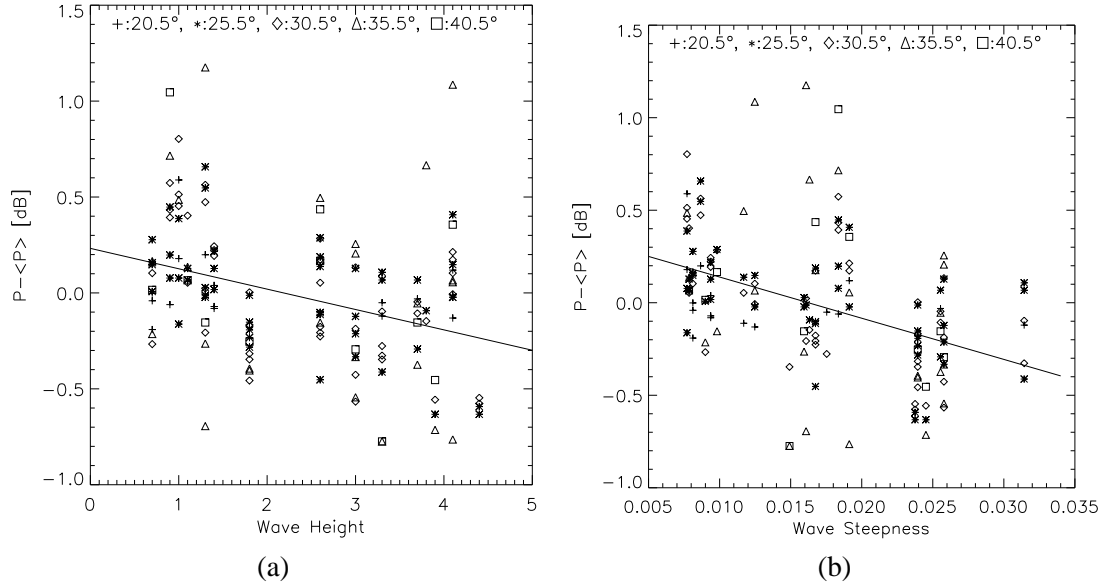 +:20.5°, *:25.5°, ◇:30.5°, △:35.5°, □:40.5°
1.5
1.0
0.5
0.0
−0.5
−1.0
P−<P> [dB]
0 1 2 3 4 5
Wave Height
(a)
+:20.5°, *:25.5°, ◇:30.5°, △:35.5°, □:40.5°
1.5
1.0
0.5
0.0
−0.5
−1.0
P−<P> [dB]
0.005 0.010 0.015 0.020 0.025 0.030 0.035
Wave Steepness
(b)